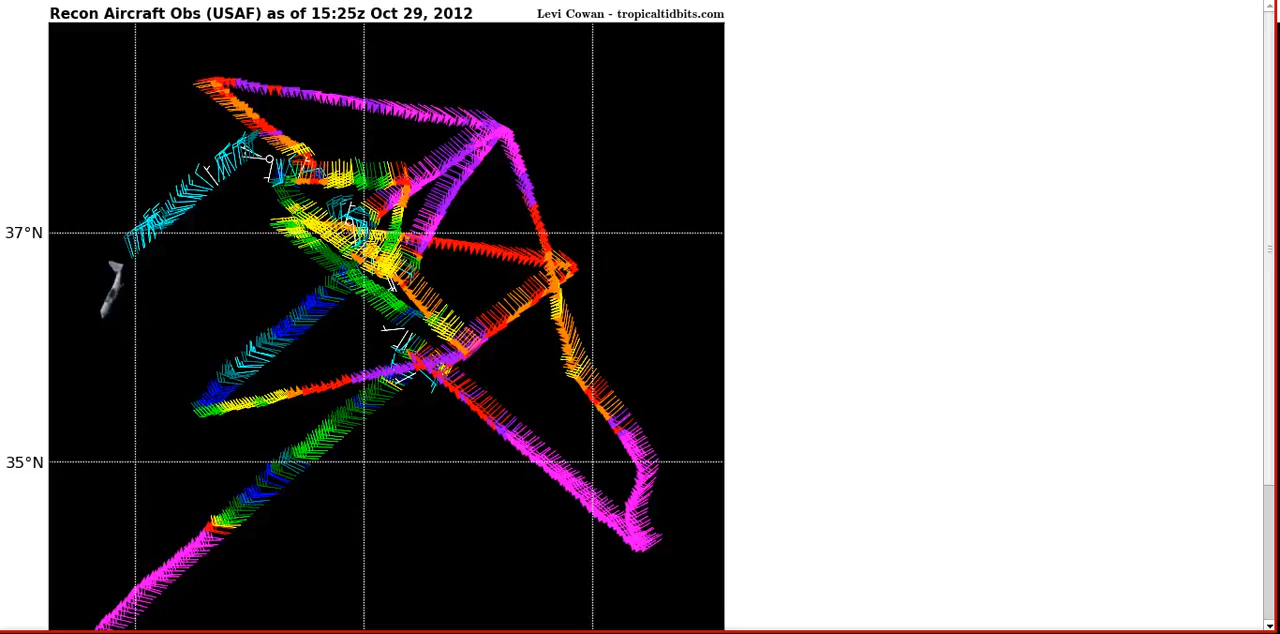 Recon Aircraft Obs (USAF) as of 15:25z Oct 29, 2012
Levi Cowan - tropicaltidbits.com
37°N
35°N